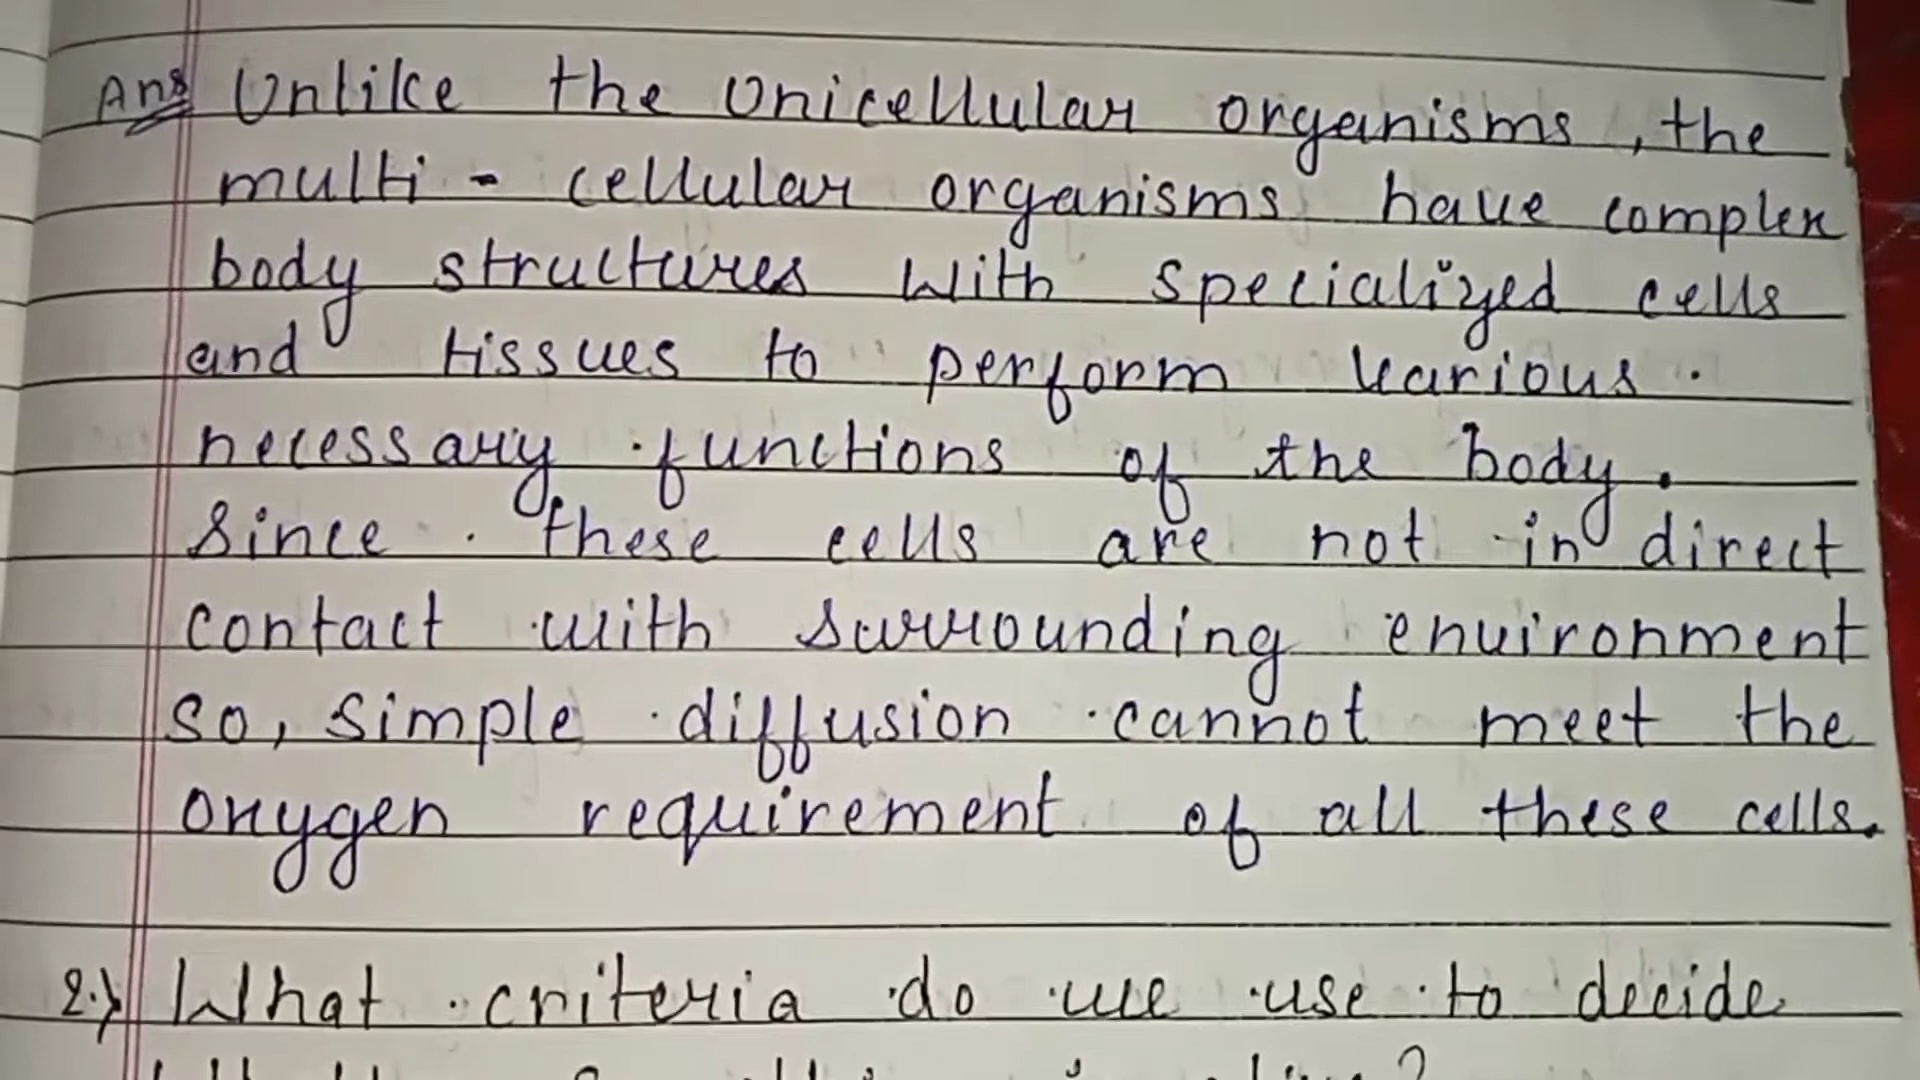 Ans Unlike the unicellular organisms, the
multi - cellular organisms have complex
body structures with specialized cells
and tissues to perform various
necessary functions of the body.
Since these cells are not in direct
contact with surrounding environment
so, simple diffusion cannot meet the
oxygen requirement of all these cells.
2.) What criteria do we use to decide